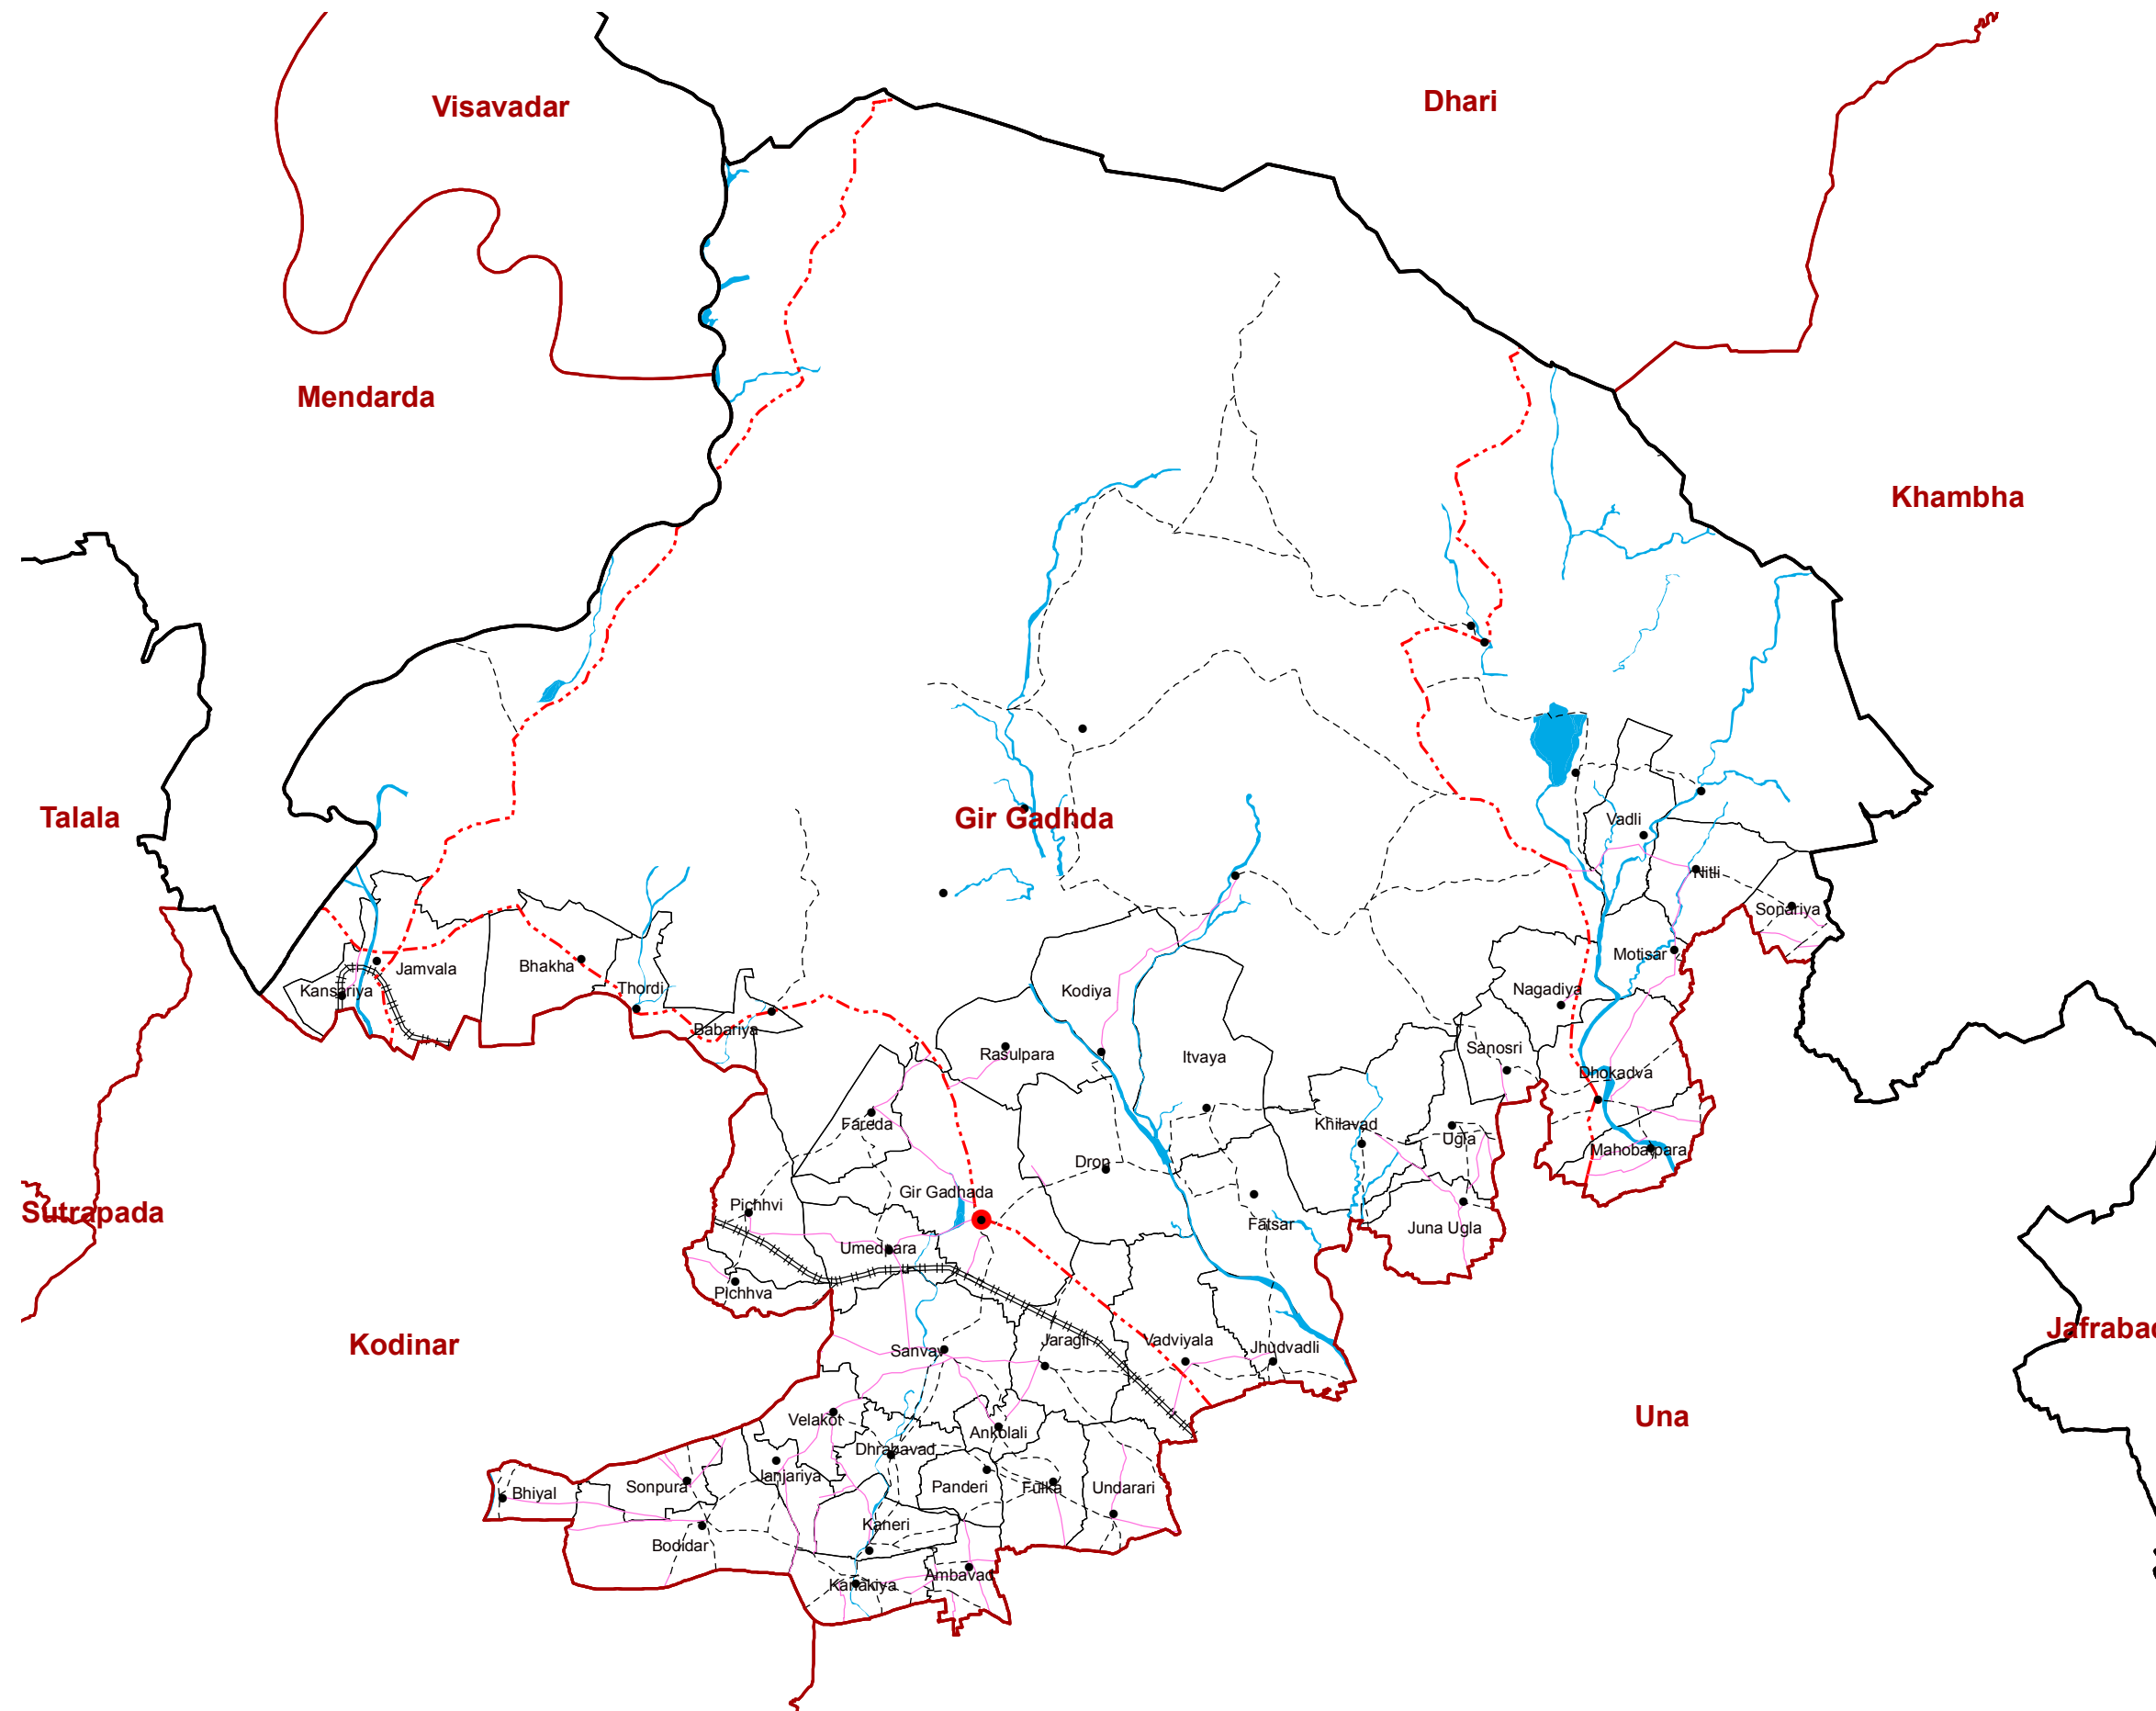 Dhari
Visavadar
Mendarda
Khambha
Talala
Gir Gadhda
Vadli
Nitli
Sonariya
Motisar
Bhakha
Jamvala
Kansariya
Thordi
Nagadiya
Kodiya
Babariya
Sanosri
Rasulpara
Itvaya
Dhokadva
Fareda
Khilavad
Ugla
Mahobatpara
Dron
Gir Gadhada
Pichhvi
Sutrapada
Fatsar
Juna Ugla
Umedpara
Pichhva
Jafrabad
Kodinar
Jaragli
Vadviyala
Jhudvadli
Sanvav
Una
Velakot
Ankolali
Dhrabavad
Janjariya
Sonpura
Panderi
Fulka
Undarari
Bhiyal
Kaneri
Bodidar
Ambavad
Kanakiya